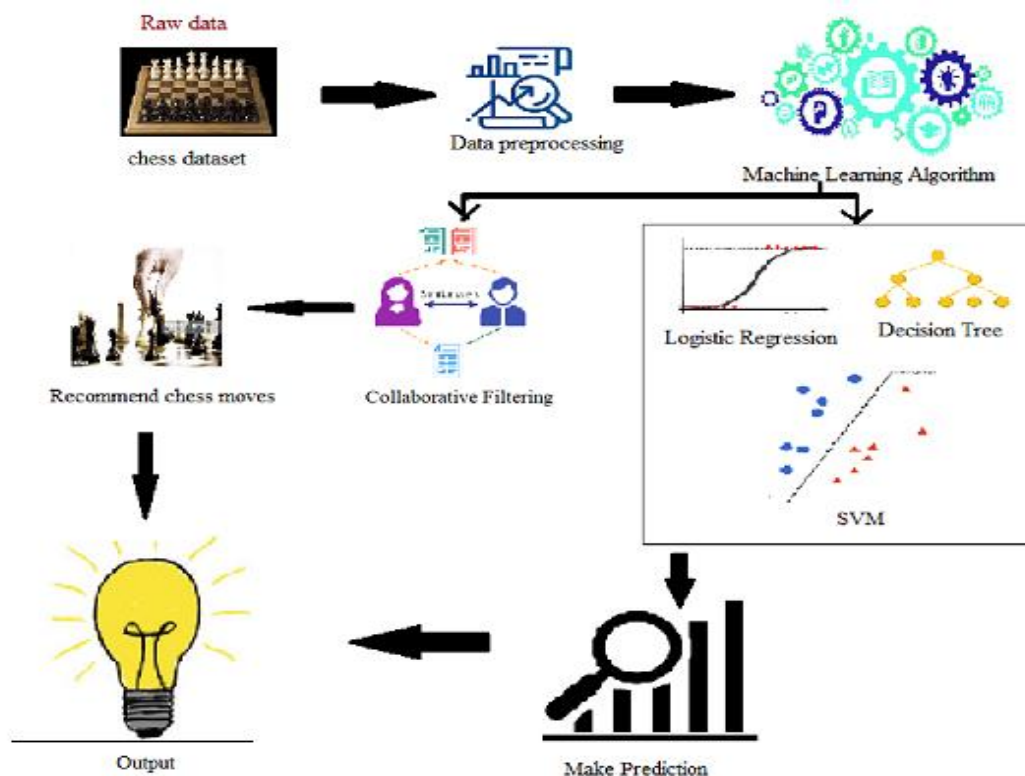 Raw data
chess dataset
Data preprocessing
Machine Learning Algorithm
Logistic Regression
Decision Tree
Recommend chess moves
Collaborative Filtering
SVM
Output
Make Prediction